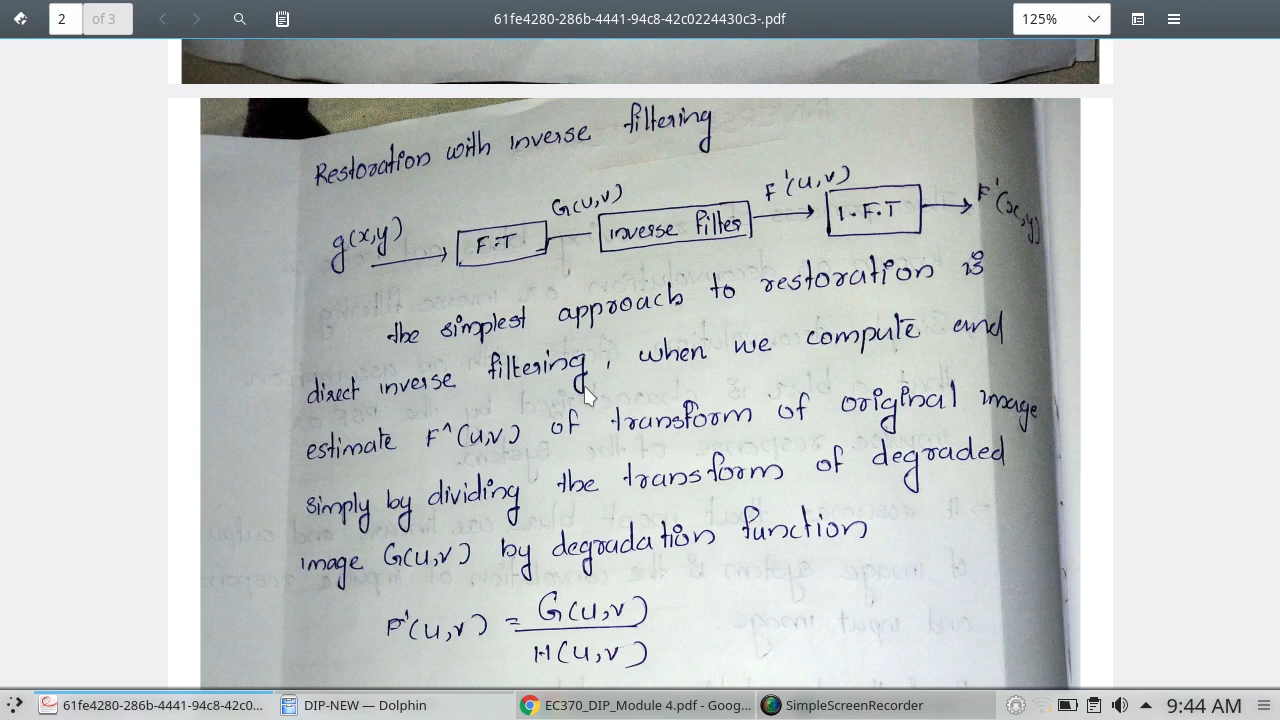 2 of 3
61fe4280-286b-4441-94c8-42c0224430c3-.pdf
125%
Restoration with inverse filtering
g(x,y) F.T G(u,v) inverse filter F'(u,v) I.F.T F'(x,y)
the simplest approach to restoration is
direct inverse filtering, when we compute and
estimate F^(u,v) of transform of original image
simply by dividing the transform of degraded
image G(u,v) by degradation function
F'(u,v) = G(u,v)
H(u,v)
61fe4280-286b-4441-94c8-42c0... DIP-NEW — Dolphin EC370_DIP_Module 4.pdf - Goog... SimpleScreenRecorder 9:44 AM